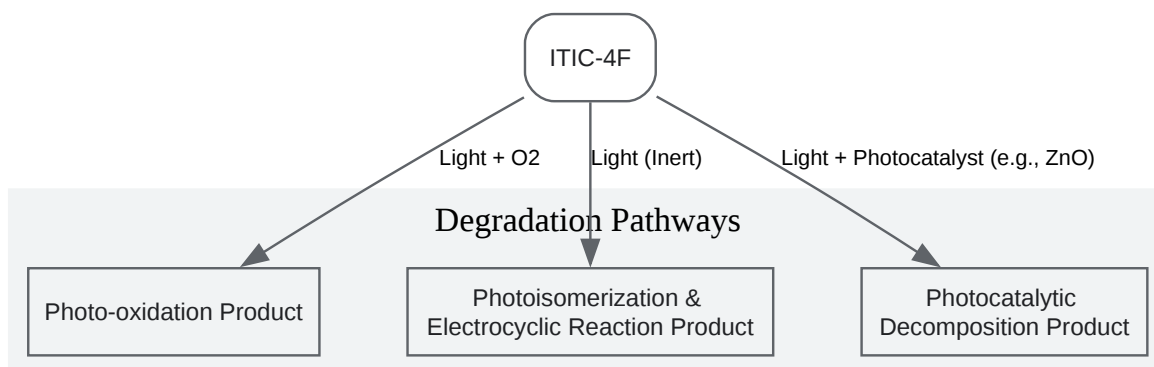 ITIC-4F
Light + O2
Light (Inert)
Light + Photocatalyst (e.g., ZnO)
Degradation Pathways
Photo-oxidation Product
Photoisomerization &
Electrocyclic Reaction Product
Photocatalytic
Decomposition Product